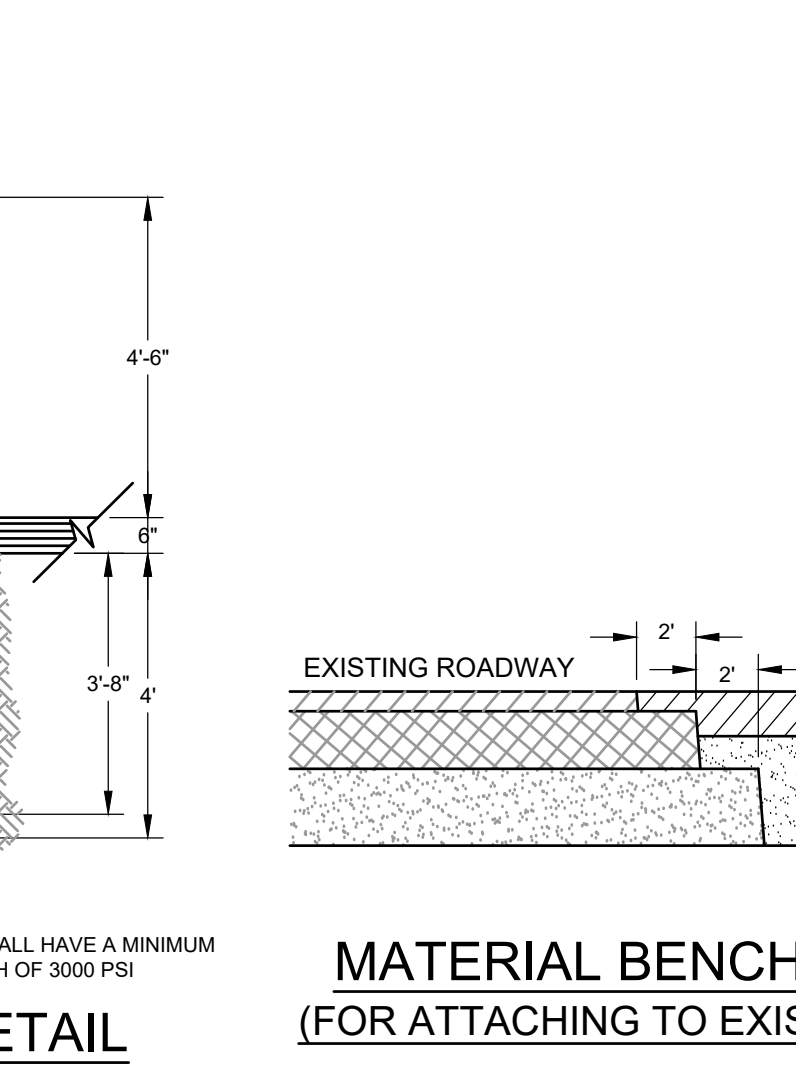 4'-6"
6"
3'-8"
4'
2'
2'
EXISTING ROADWAY
ALL HAVE A MINIMUM
H OF 3000 PSI
ETAIL
MATERIAL BENCH
(FOR ATTACHING TO EXIS